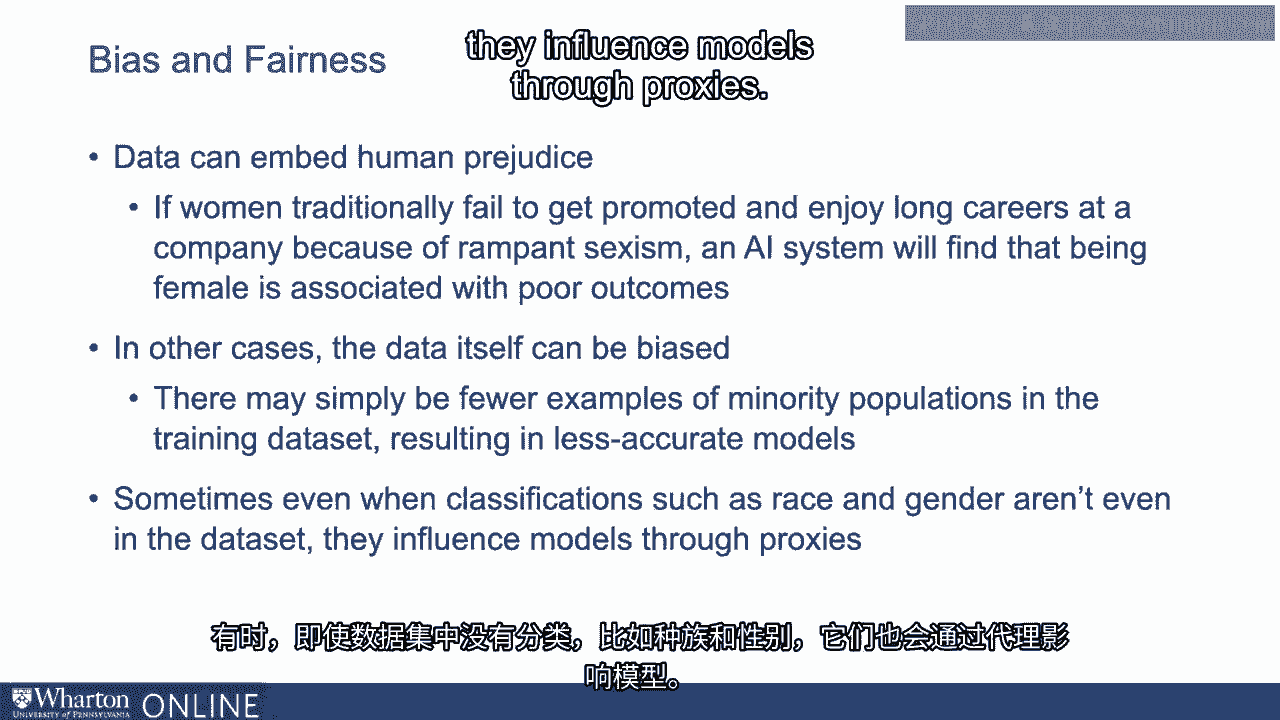 Bias and Fairness
they influence models
through proxies.
• Data can embed human prejudice
• If women traditionally fail to get promoted and enjoy long careers at a
company because of rampant sexism, an AI system will find that being
female is associated with poor outcomes
• In other cases, the data itself can be biased
• There may simply be fewer examples of minority populations in the
training dataset, resulting in less-accurate models
• Sometimes even when classifications such as race and gender aren't even
in the dataset, they influence models through proxies
有时，即使数据集中没有分类，比如种族和性别，它们也会通过代理影
响模型。
Wharton ONLINE
UNIVERSITY of PENNSYLVANIA